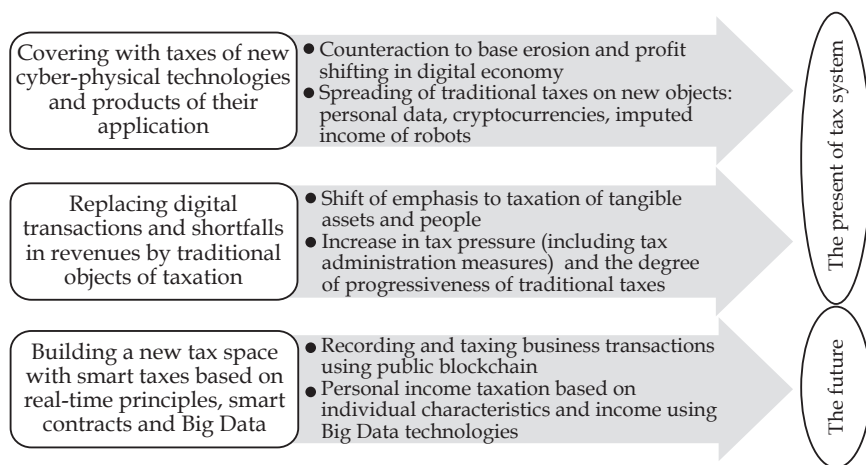 Covering with taxes of new
cyber-physical technologies
and products of their
application
● Counteraction to base erosion and profit
shifting in digital economy
● Spreading of traditional taxes on new objects:
personal data, cryptocurrencies, imputed
income of robots
Replacing digital
transactions and shortfalls
in revenues by traditional
objects of taxation
● Shift of emphasis to taxation of tangible
assets and people
● Increase in tax pressure (including tax
administration measures) and the degree
of progressiveness of traditional taxes
The present of tax system
Building a new tax space
with smart taxes based on
real-time principles, smart
contracts and Big Data
● Recording and taxing business transactions
using public blockchain
● Personal income taxation based on
individual characteristics and income using
Big Data technologies
The future